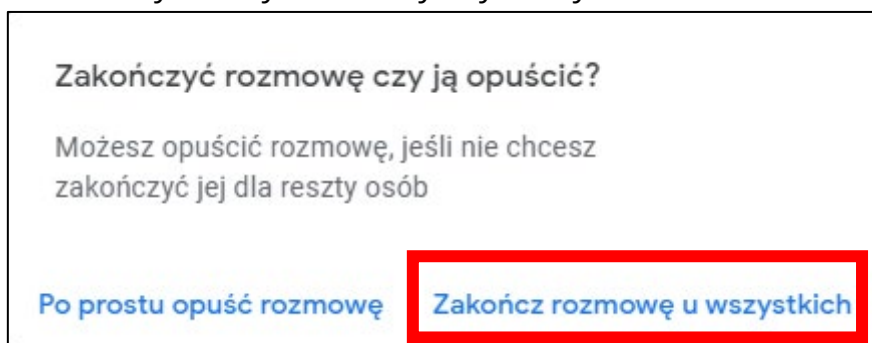 Zakończyć rozmowę czy ją opuścić?
Możesz opuścić rozmowę, jeśli nie chcesz
zakończyć jej dla reszty osób
Po prostu opuść rozmowę Zakończ rozmowę u wszystkich